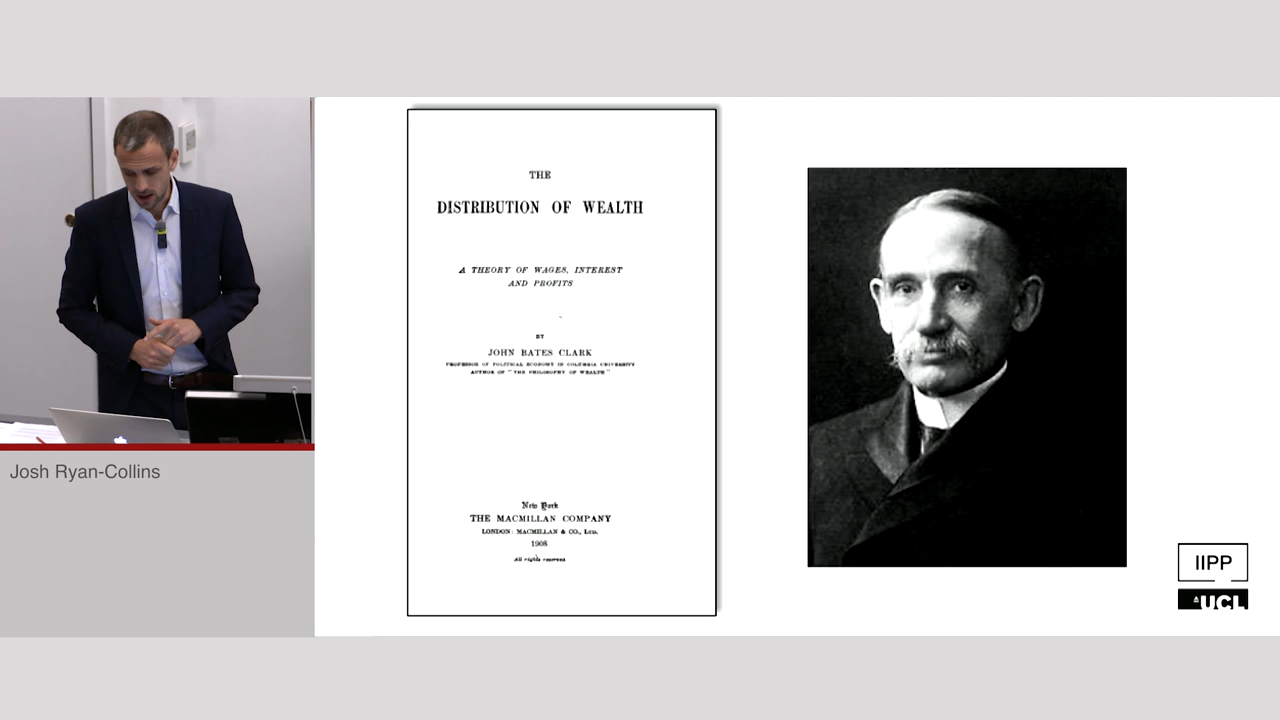 THE
DISTRIBUTION OF WEALTH
A THEORY OF WAGES, INTEREST
AND PROFITS
BY
JOHN BATES CLARK
PROFESSOR OF POLITICAL ECONOMY IN COLUMBIA UNIVERSITY
AUTHOR OF "THE PHILOSOPHY OF WEALTH"
New York
THE MACMILLAN COMPANY
LONDON: MACMILLAN & CO., LTD.
1908
All rights reserved
Josh Ryan-Collins
IIPP
UCL